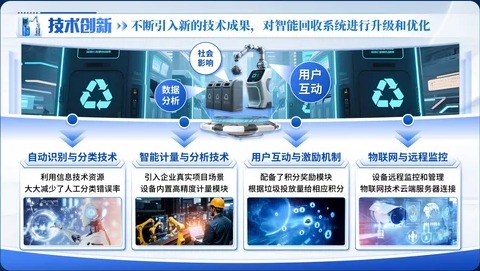 技术创新
不断引入新的技术成果，对智能回收系统进行升级和优化
社会
影响
数据
分析
用户
互动
自动识别与分类技术
利用信息技术资源
大大减少了人工分类错误率
智能计量与分析技术
引入企业真实项目场景
设备内置高精度计量模块
用户互动与激励机制
配备了积分奖励模块
根据垃圾投放量给相应积分
物联网与远程监控
设备远程监控和管理
物联网技术云端服务器连接